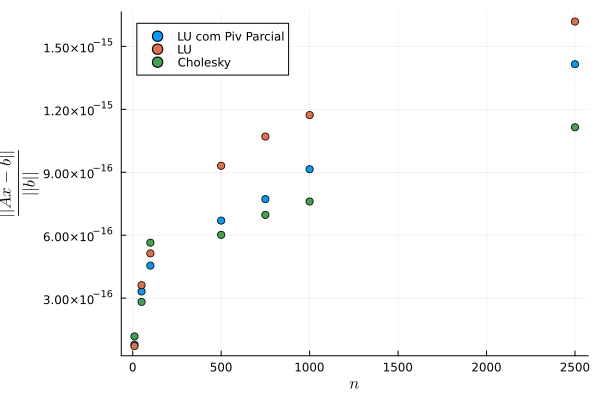 LU com Piv Parcial
LU
Cholesky
1.50×10⁻¹⁵
1.20×10⁻¹⁵
9.00×10⁻¹⁶
6.00×10⁻¹⁶
3.00×10⁻¹⁶
||Ax − b||
||b||
0 500 1000 1500 2000 2500
n